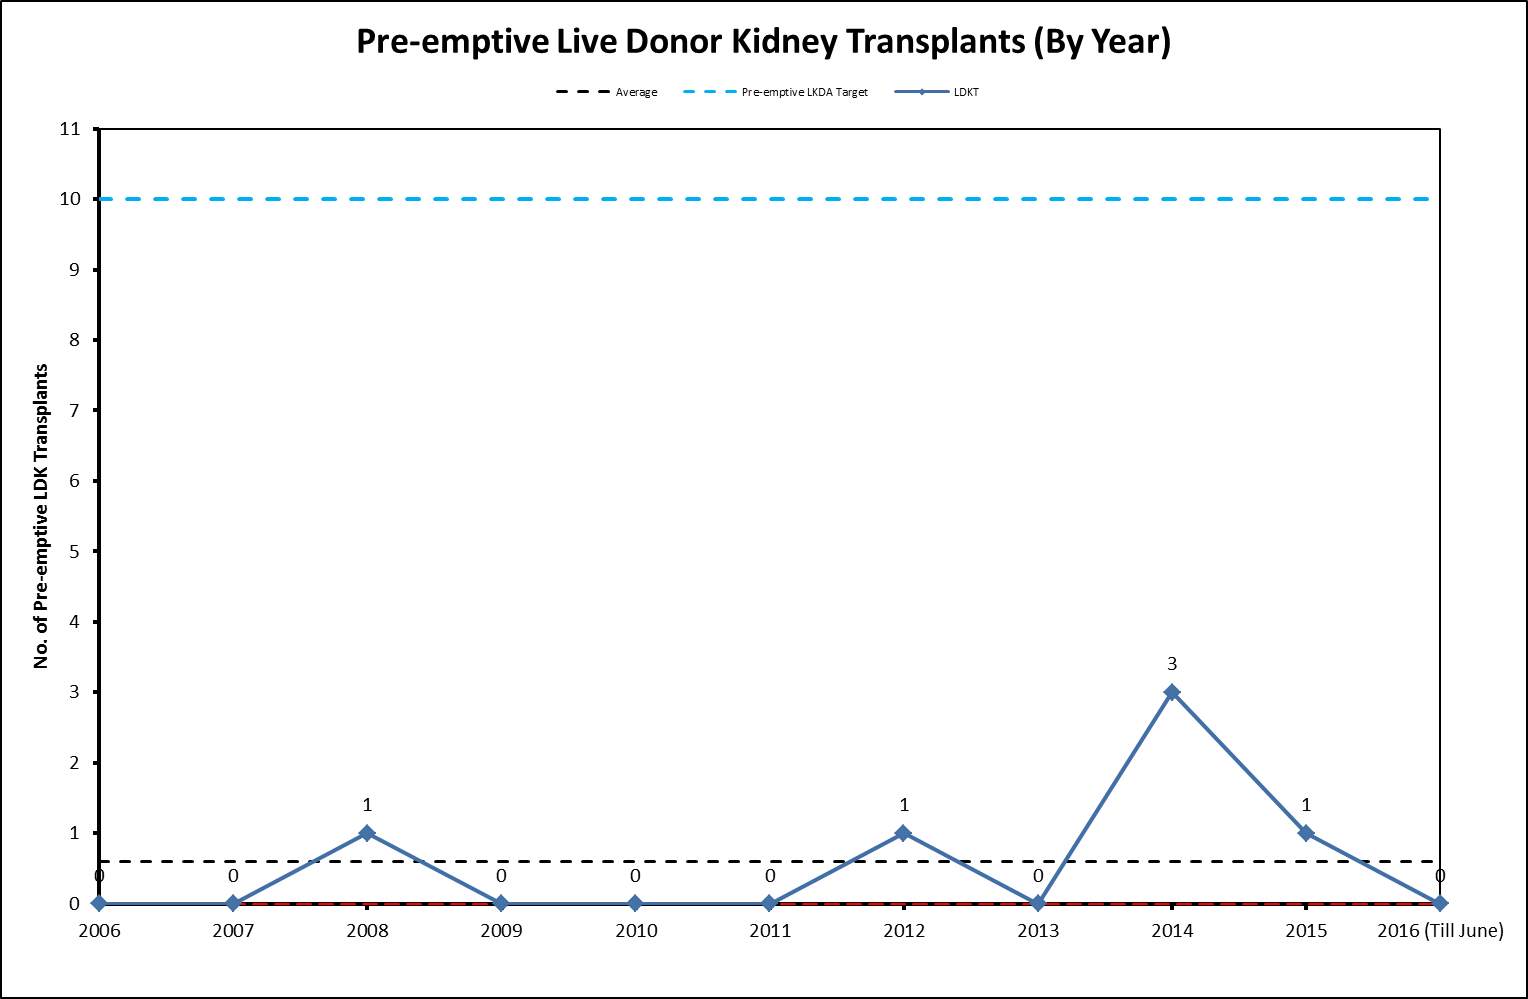 Pre-emptive Live Donor Kidney Transplants (By Year)
Average Pre-emptive LKDA Target LDKT
No. of Pre-emptive LDK Transplants
11
10
9
8
7
6
5
4
3
2
1
0
0 0 1 0 0 0 1 0 3 1 0
2006 2007 2008 2009 2010 2011 2012 2013 2014 2015 2016 (Till June)